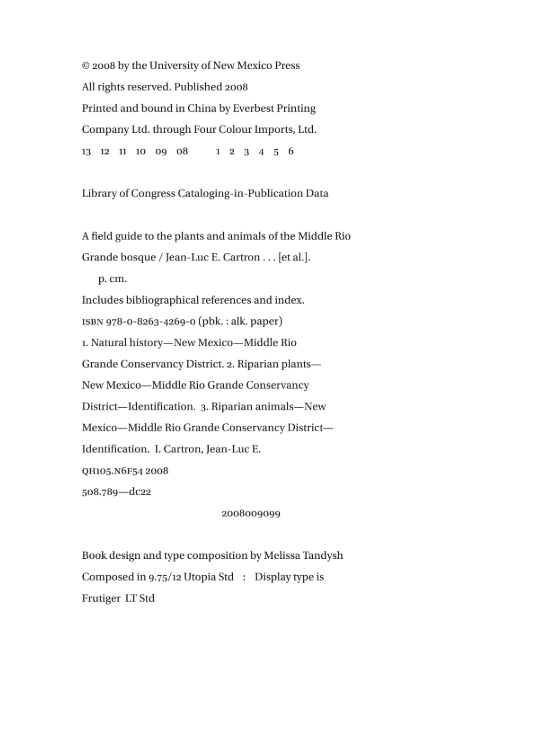 © 2008 by the University of New Mexico Press
All rights reserved. Published 2008
Printed and bound in China by Everbest Printing
Company Ltd. through Four Colour Imports, Ltd.
13 12 11 10 09 08 1 2 3 4 5 6
Library of Congress Cataloging-in-Publication Data
A field guide to the plants and animals of the Middle Rio
Grande bosque / Jean-Luc E. Cartron . . . [et al.].
p. cm.
Includes bibliographical references and index.
ISBN 978-0-8263-4269-0 (pbk. : alk. paper)
1. Natural history—New Mexico—Middle Rio
Grande Conservancy District. 2. Riparian plants—
New Mexico—Middle Rio Grande Conservancy
District—Identification. 3. Riparian animals—New
Mexico—Middle Rio Grande Conservancy District—
Identification. I. Cartron, Jean-Luc E.
QH105.N6F54 2008
508.789—dc22
2008009099
Book design and type composition by Melissa Tandysh
Composed in 9.75/12 Utopia Std : Display type is
Frutiger LT Std